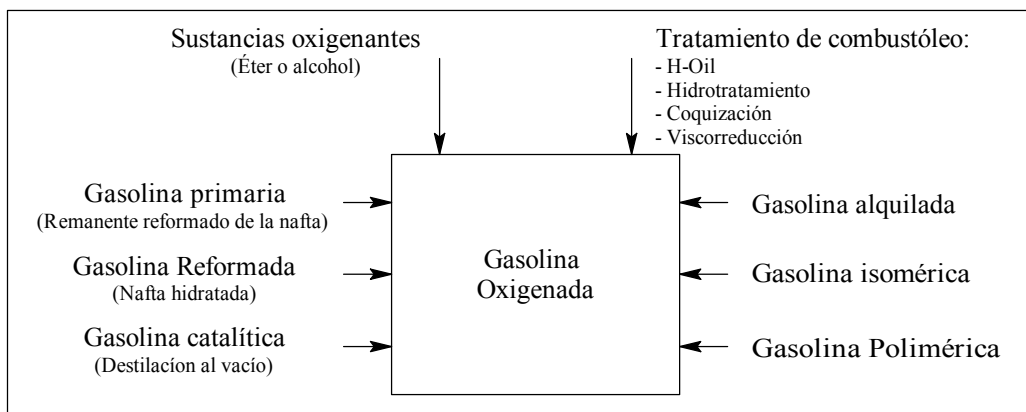 Sustancias oxigenantes
(Éter o alcohol)
Tratamiento de combustóleo:
- H-Oil
- Hidrotratamiento
- Coquización
- Viscorreducción
Gasolina primaria
(Remanente reformado de la nafta)
Gasolina Reformada
(Nafta hidratada)
Gasolina catalítica
(Destilacíon al vacío)
Gasolina
Oxigenada
Gasolina alquilada
Gasolina isomérica
Gasolina Polimérica